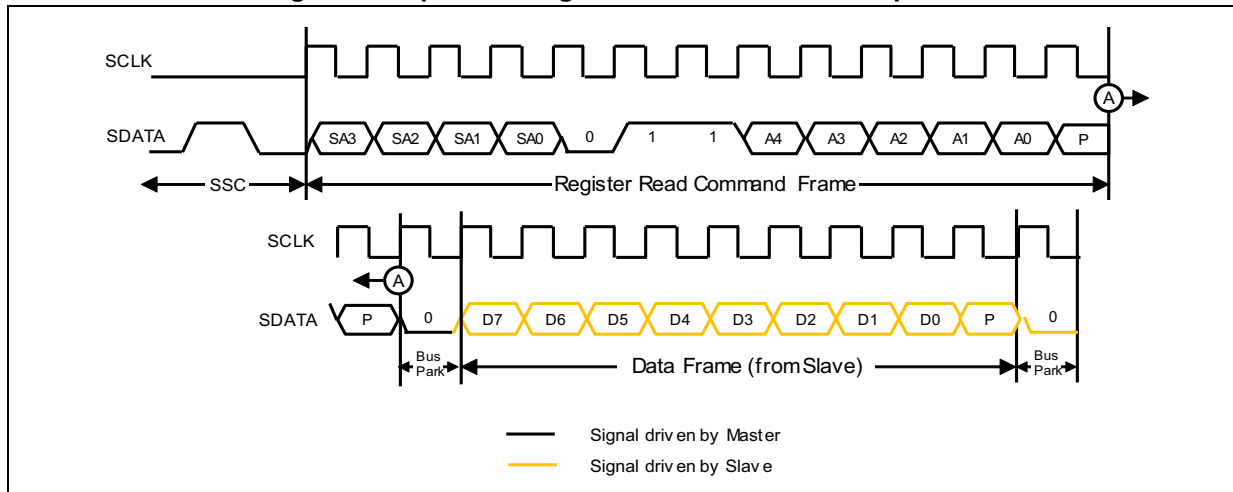 SCLK
A
SDATA SA3 SA2 SA1 SA0 0 1 1 A4 A3 A2 A1 A0 P
SSC Register Read Command Frame
SCLK
A
SDATA P 0 D7 D6 D5 D4 D3 D2 D1 D0 P 0
Bus Park Data Frame (from Slave) Bus Park
Signal driven by Master
Signal driven by Slave